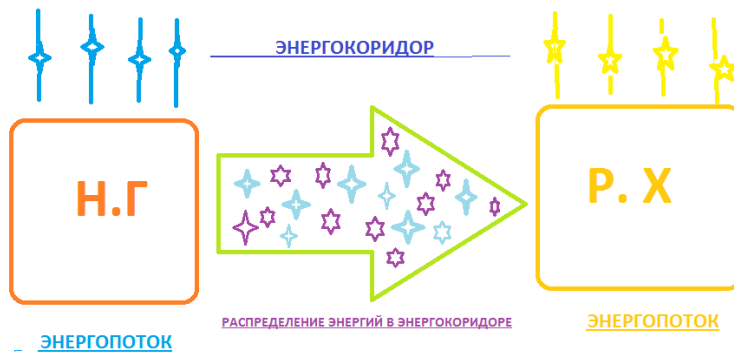 ЭНЕРГОКОРИДОР
Н.Г
Р. Х
РАСПРЕДЕЛЕНИЕ ЭНЕРГИЙ В ЭНЕРГОКОРИДОРЕ
ЭНЕРГОПОТОК
ЭНЕРГОПОТОК